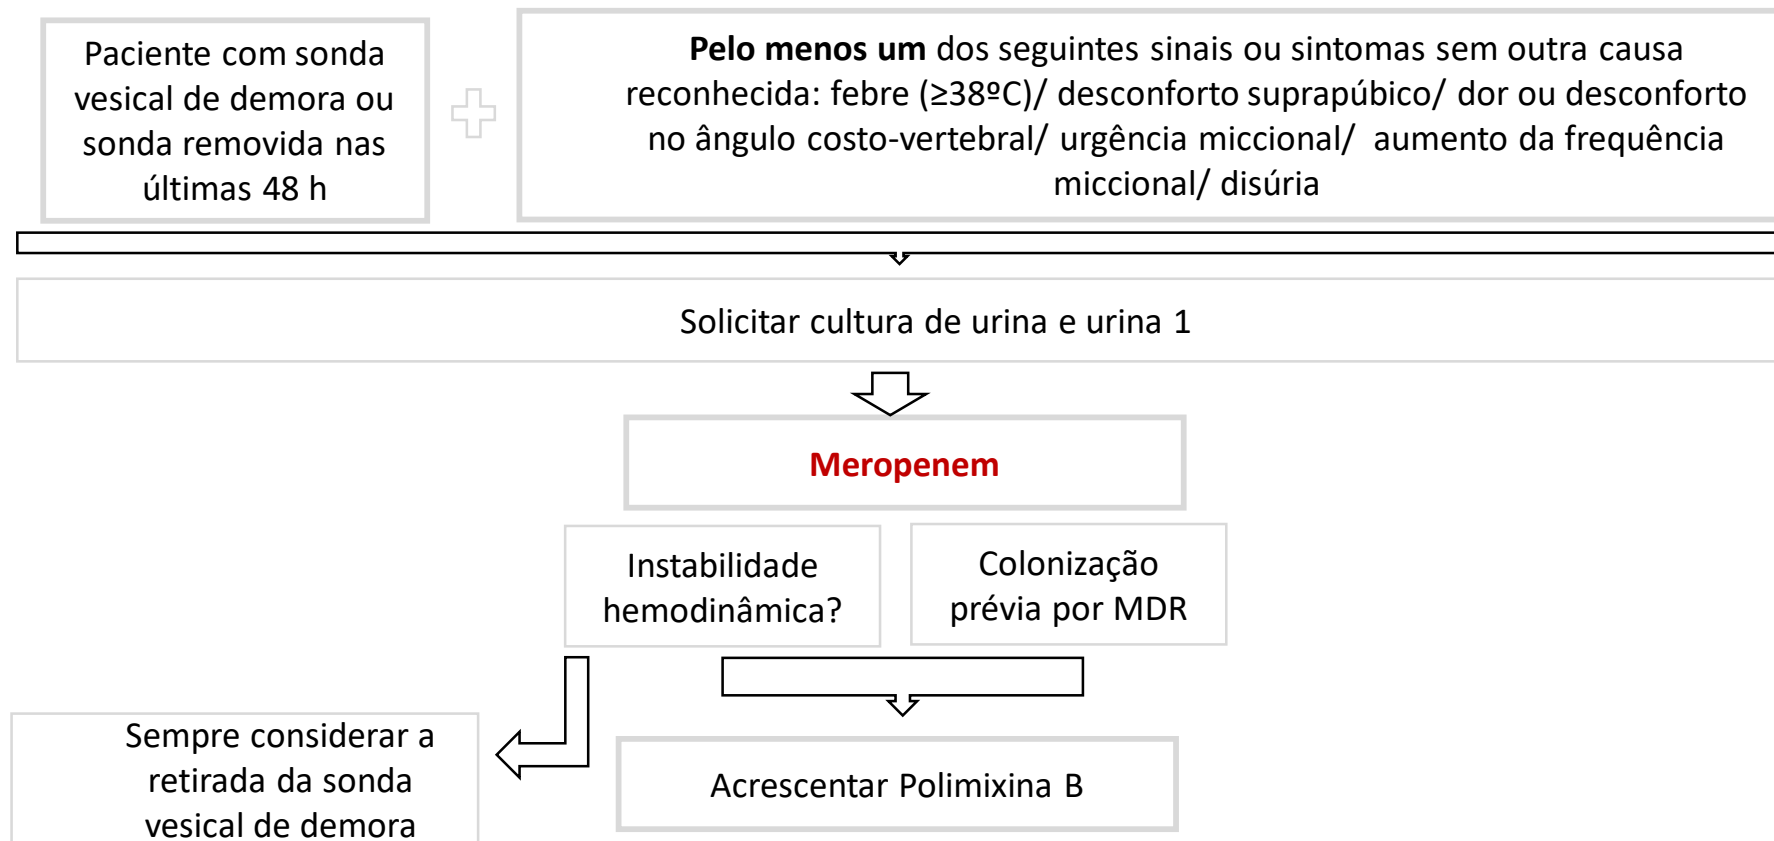 Paciente com sonda
vesical de demora ou
sonda removida nas
últimas 48 h
Pelo menos um dos seguintes sinais ou sintomas sem outra causa
reconhecida: febre (≥38ºC)/ desconforto suprapúbico/ dor ou desconforto
no ângulo costo-vertebral/ urgência miccional/ aumento da frequência
miccional/ disúria
Solicitar cultura de urina e urina 1
Meropenem
Instabilidade
hemodinâmica?
Colonização
prévia por MDR
Sempre considerar a
retirada da sonda
vesical de demora
Acrescentar Polimixina B